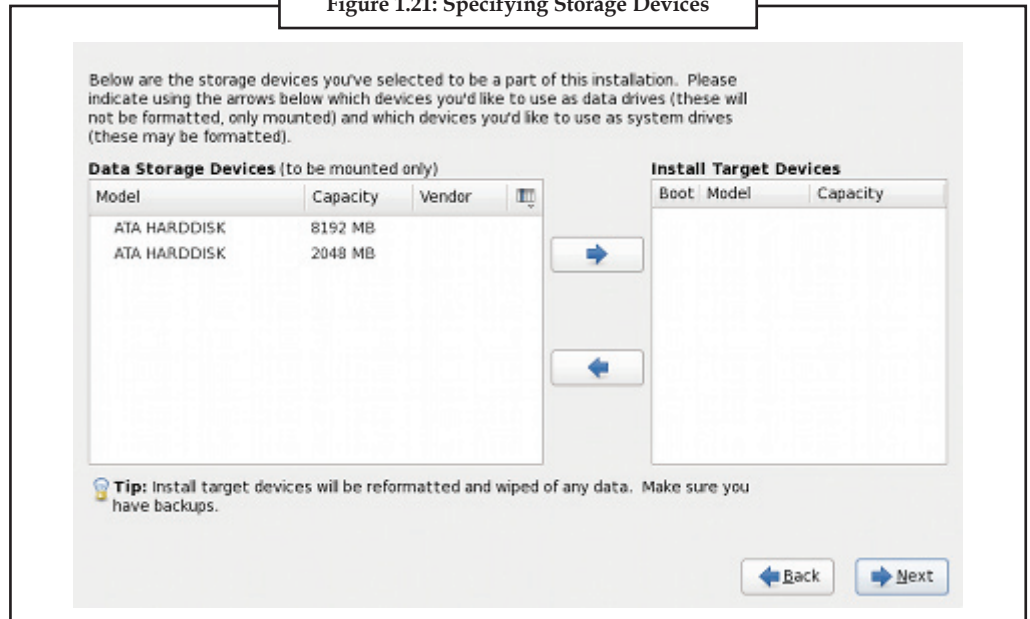 Figure 1.21: Specifying Storage Devices
Below are the storage devices you've selected to be a part of this installation. Please
indicate using the arrows below which devices you'd like to use as data drives (these will
not be formatted, only mounted) and which devices you'd like to use as system drives
(these may be formatted).
Data Storage Devices (to be mounted only)
Model Capacity Vendor
ATA HARDDISK 8192 MB
ATA HARDDISK 2048 MB
Install Target Devices
Boot Model Capacity
Tip: Install target devices will be reformatted and wiped of any data. Make sure you
have backups.
Back Next